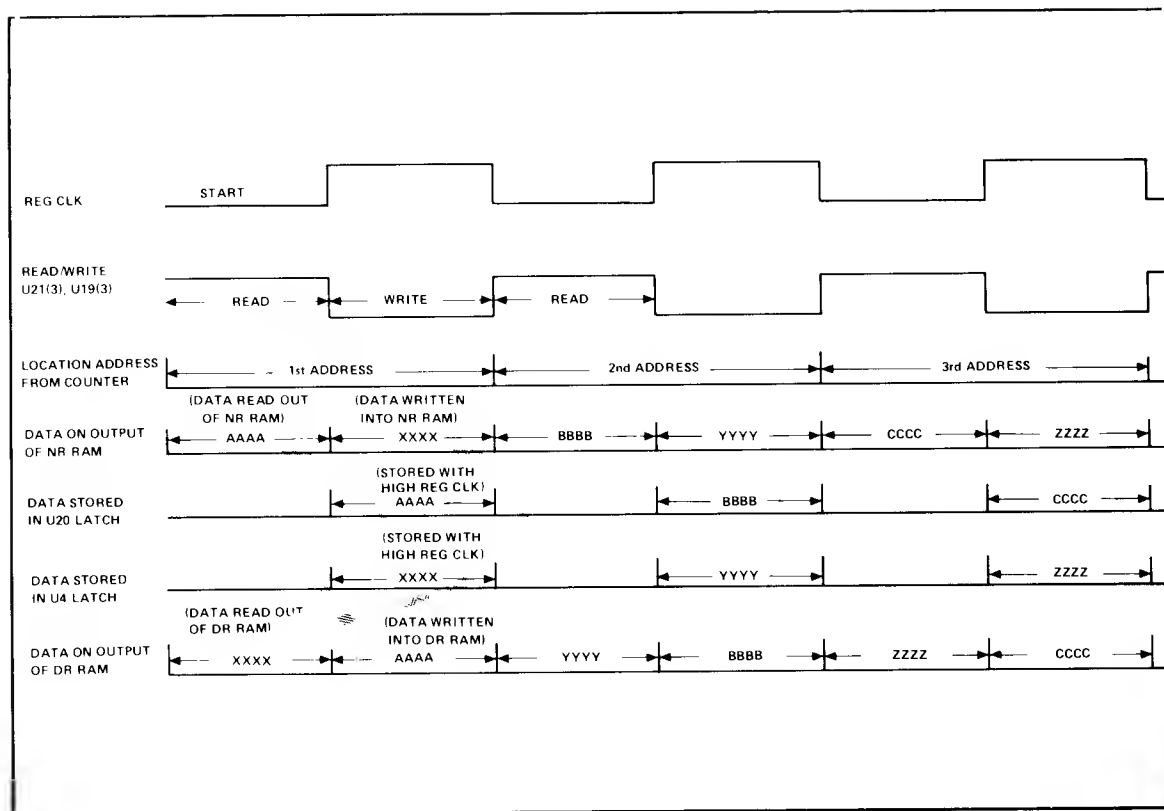 START
REG CLK
READ/WRITE
U21(3), U19(3)
READ WRITE READ
LOCATION ADDRESS
FROM COUNTER
1st ADDRESS 2nd ADDRESS 3rd ADDRESS
(DATA READ OUT
OF NR RAM)
(DATA WRITTEN
INTO NR RAM)
DATA ON OUTPUT
OF NR RAM
AAAA XXXX BBBB YYYY CCCC ZZZZ
(STORED WITH
HIGH REG CLK)
DATA STORED
IN U20 LATCH
AAAA BBBB CCCC
(STORED WITH
HIGH REG CLK)
DATA STORED
IN U4 LATCH
XXXX YYYY ZZZZ
(DATA READ OUT
OF DR RAM)
(DATA WRITTEN
INTO DR RAM)
DATA ON OUTPUT
OF DR RAM
XXXX AAAA YYYY BBBB ZZZZ CCCC